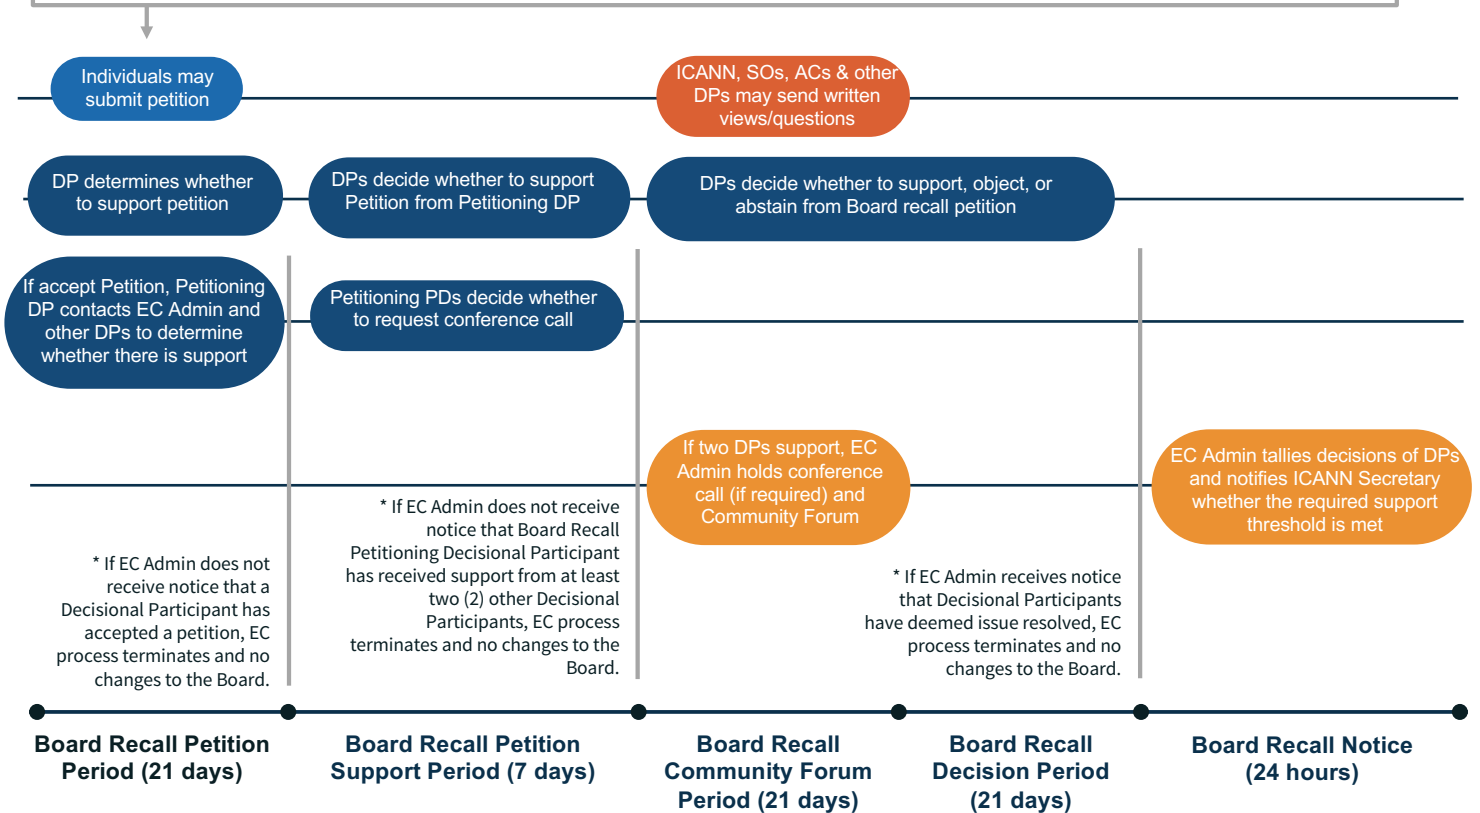 Individuals may
submit petition
ICANN, SOs, ACs & other
DPs may send written
views/questions
DP determines whether
to support petition
DPs decide whether to support
Petition from Petitioning DP
DPs decide whether to support, object, or
abstain from Board recall petition
If accept Petition, Petitioning
DP contacts EC Admin and
other DPs to determine
whether there is support
Petitioning PDs decide whether
to request conference call
If two DPs support, EC
Admin holds conference
call (if required) and
Community Forum
EC Admin tallies decisions of DPs
and notifies ICANN Secretary
whether the required support
threshold is met
* If EC Admin does not
receive notice that a
Decisional Participant has
accepted a petition, EC
process terminates and no
changes to the Board.
* If EC Admin does not receive
notice that Board Recall
Petitioning Decisional Participant
has received support from at least
two (2) other Decisional
Participants, EC process
terminates and no changes to the
Board.
* If EC Admin receives notice
that Decisional Participants
have deemed issue resolved, EC
process terminates and no
changes to the Board.
Board Recall Petition
Period (21 days)
Board Recall Petition
Support Period (7 days)
Board Recall
Community Forum
Period (21 days)
Board Recall
Decision Period
(21 days)
Board Recall Notice
(24 hours)